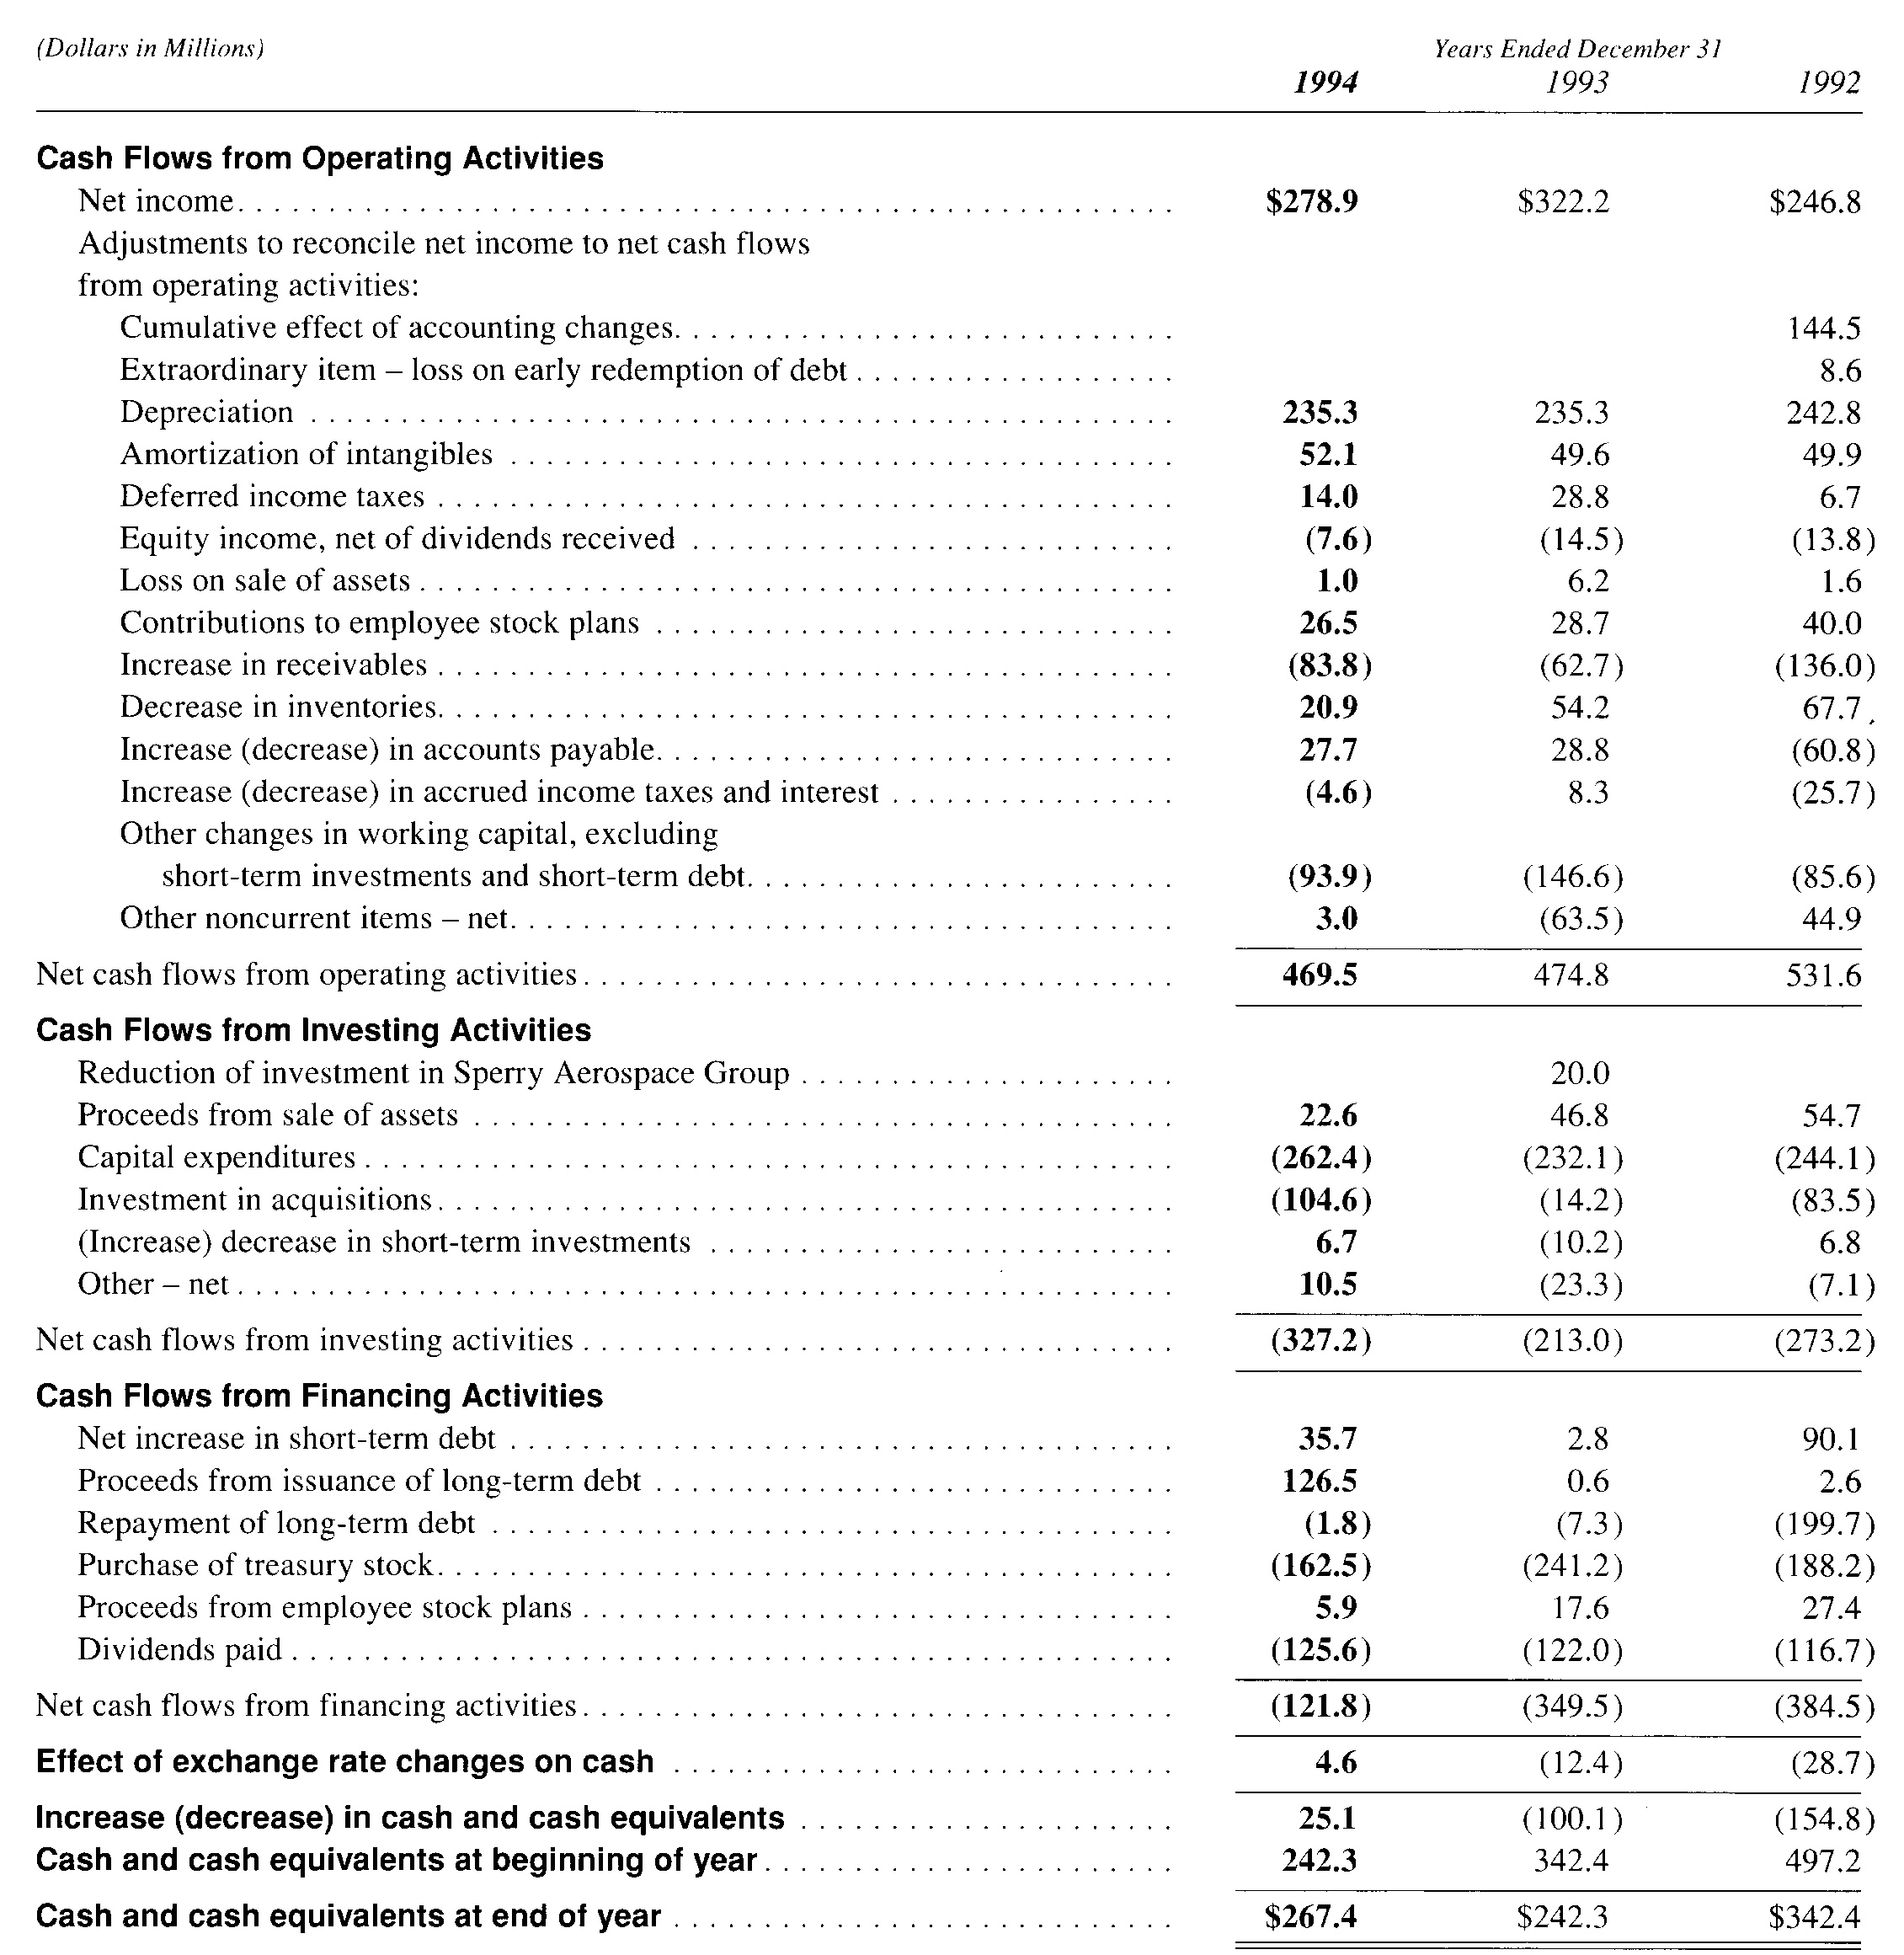 (Dollars in Millions) Years Ended December 31
1994 1993 1992
Cash Flows from Operating Activities
Net income $278.9 $322.2 $246.8
Adjustments to reconcile net income to net cash flows
from operating activities:
Cumulative effect of accounting changes 144.5
Extraordinary item – loss on early redemption of debt 8.6
Depreciation 235.3 235.3 242.8
Amortization of intangibles 52.1 49.6 49.9
Deferred income taxes 14.0 28.8 6.7
Equity income, net of dividends received (7.6) (14.5) (13.8)
Loss on sale of assets 1.0 6.2 1.6
Contributions to employee stock plans 26.5 28.7 40.0
Increase in receivables (83.8) (62.7) (136.0)
Decrease in inventories 20.9 54.2 67.7
Increase (decrease) in accounts payable 27.7 28.8 (60.8)
Increase (decrease) in accrued income taxes and interest (4.6) 8.3 (25.7)
Other changes in working capital, excluding
short-term investments and short-term debt (93.9) (146.6) (85.6)
Other noncurrent items – net 3.0 (63.5) 44.9
Net cash flows from operating activities 469.5 474.8 531.6
Cash Flows from Investing Activities
Reduction of investment in Sperry Aerospace Group 20.0
Proceeds from sale of assets 22.6 46.8 54.7
Capital expenditures (262.4) (232.1) (244.1)
Investment in acquisitions (104.6) (14.2) (83.5)
(Increase) decrease in short-term investments 6.7 (10.2) 6.8
Other – net 10.5 (23.3) (7.1)
Net cash flows from investing activities (327.2) (213.0) (273.2)
Cash Flows from Financing Activities
Net increase in short-term debt 35.7 2.8 90.1
Proceeds from issuance of long-term debt 126.5 0.6 2.6
Repayment of long-term debt (1.8) (7.3) (199.7)
Purchase of treasury stock (162.5) (241.2) (188.2)
Proceeds from employee stock plans 5.9 17.6 27.4
Dividends paid (125.6) (122.0) (116.7)
Net cash flows from financing activities (121.8) (349.5) (384.5)
Effect of exchange rate changes on cash 4.6 (12.4) (28.7)
Increase (decrease) in cash and cash equivalents 25.1 (100.1) (154.8)
Cash and cash equivalents at beginning of year 242.3 342.4 497.2
Cash and cash equivalents at end of year $267.4 $242.3 $342.4